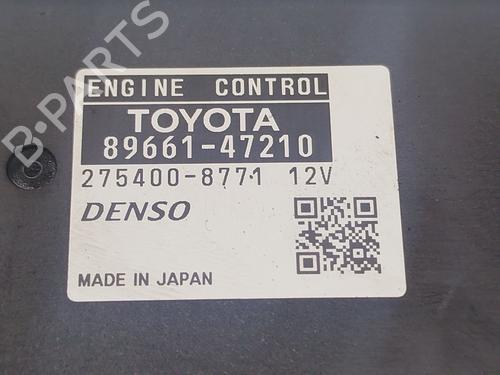 B-PARTS
ENGINE CONTROL
TOYOTA
89661-47210
275400-8771 12V
DENSO
MADE IN JAPAN